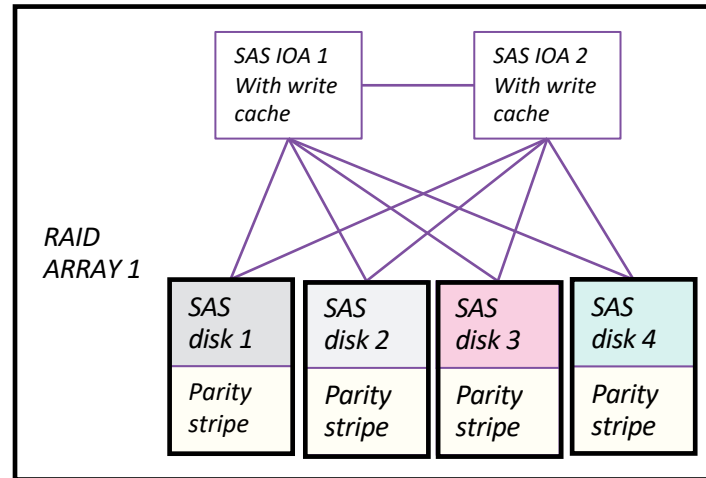 SAS IOA 1
With write
cache
SAS IOA 2
With write
cache
RAID
ARRAY 1
SAS
disk 1
Parity
stripe
SAS
disk 2
Parity
stripe
SAS
disk 3
Parity
stripe
SAS
disk 4
Parity
stripe